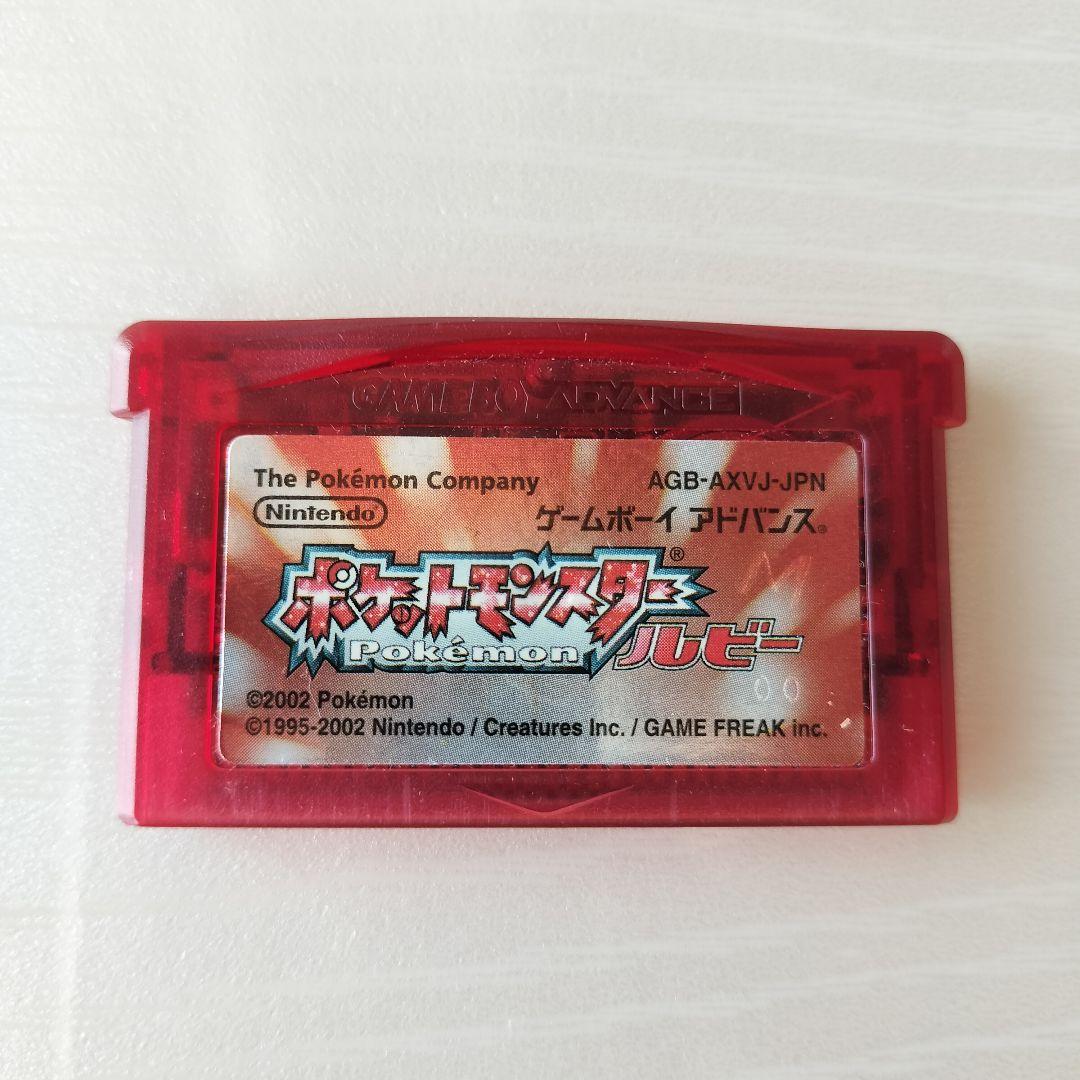 GAME BOY ADVANCE
The Pokémon Company
AGB-AXVJ-JPN
Nintendo
ゲームボーイ アドバンス®
ポケットモンスター®
Pokémon
ルビー
00
©2002 Pokémon
©1995-2002 Nintendo / Creatures Inc. / GAME FREAK inc.